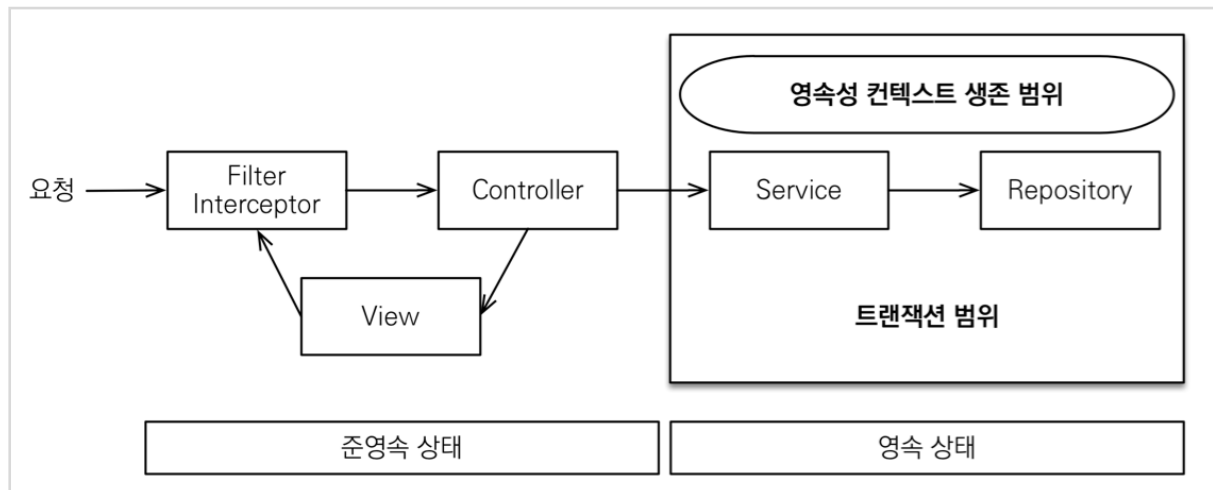 영속성 컨텍스트 생존 범위
요청
Filter
Interceptor
Controller
Service
Repository
View
트랜잭션 범위
준영속 상태
영속 상태